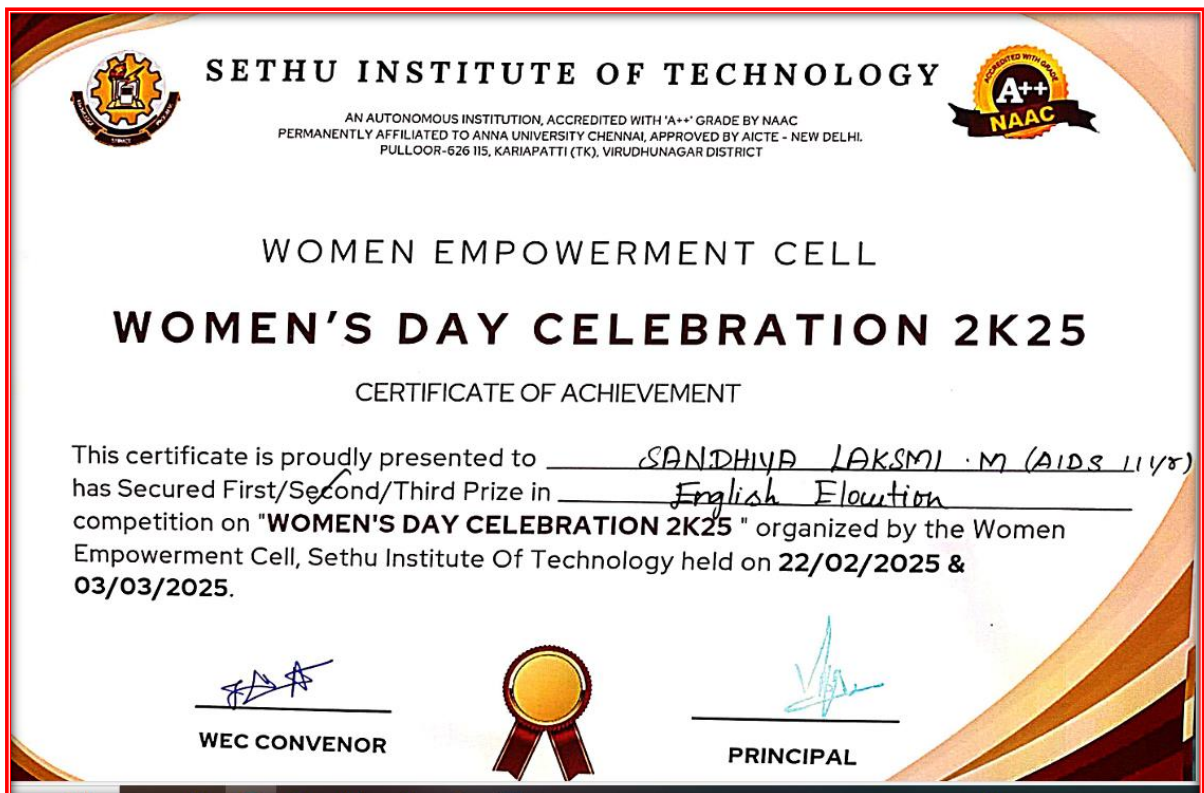 SETHU INSTITUTE OF TECHNOLOGY
AN AUTONOMOUS INSTITUTION, ACCREDITED WITH 'A++' GRADE BY NAAC
PERMANENTLY AFFILIATED TO ANNA UNIVERSITY CHENNAI, APPROVED BY AICTE - NEW DELHI.
PULLOOR-626 115, KARIAPATTI (TK), VIRUDHUNAGAR DISTRICT
ACCREDITED WITH GRADE
A++
NAAC
WOMEN EMPOWERMENT CELL
WOMEN'S DAY CELEBRATION 2K25
CERTIFICATE OF ACHIEVEMENT
This certificate is proudly presented to SANDHIYA LAKSMI . M (AIDS II Yr)
has Secured First/Second/Third Prize in English Elocution
competition on "WOMEN'S DAY CELEBRATION 2K25 " organized by the Women
Empowerment Cell, Sethu Institute Of Technology held on 22/02/2025 &
03/03/2025.
WEC CONVENOR
PRINCIPAL